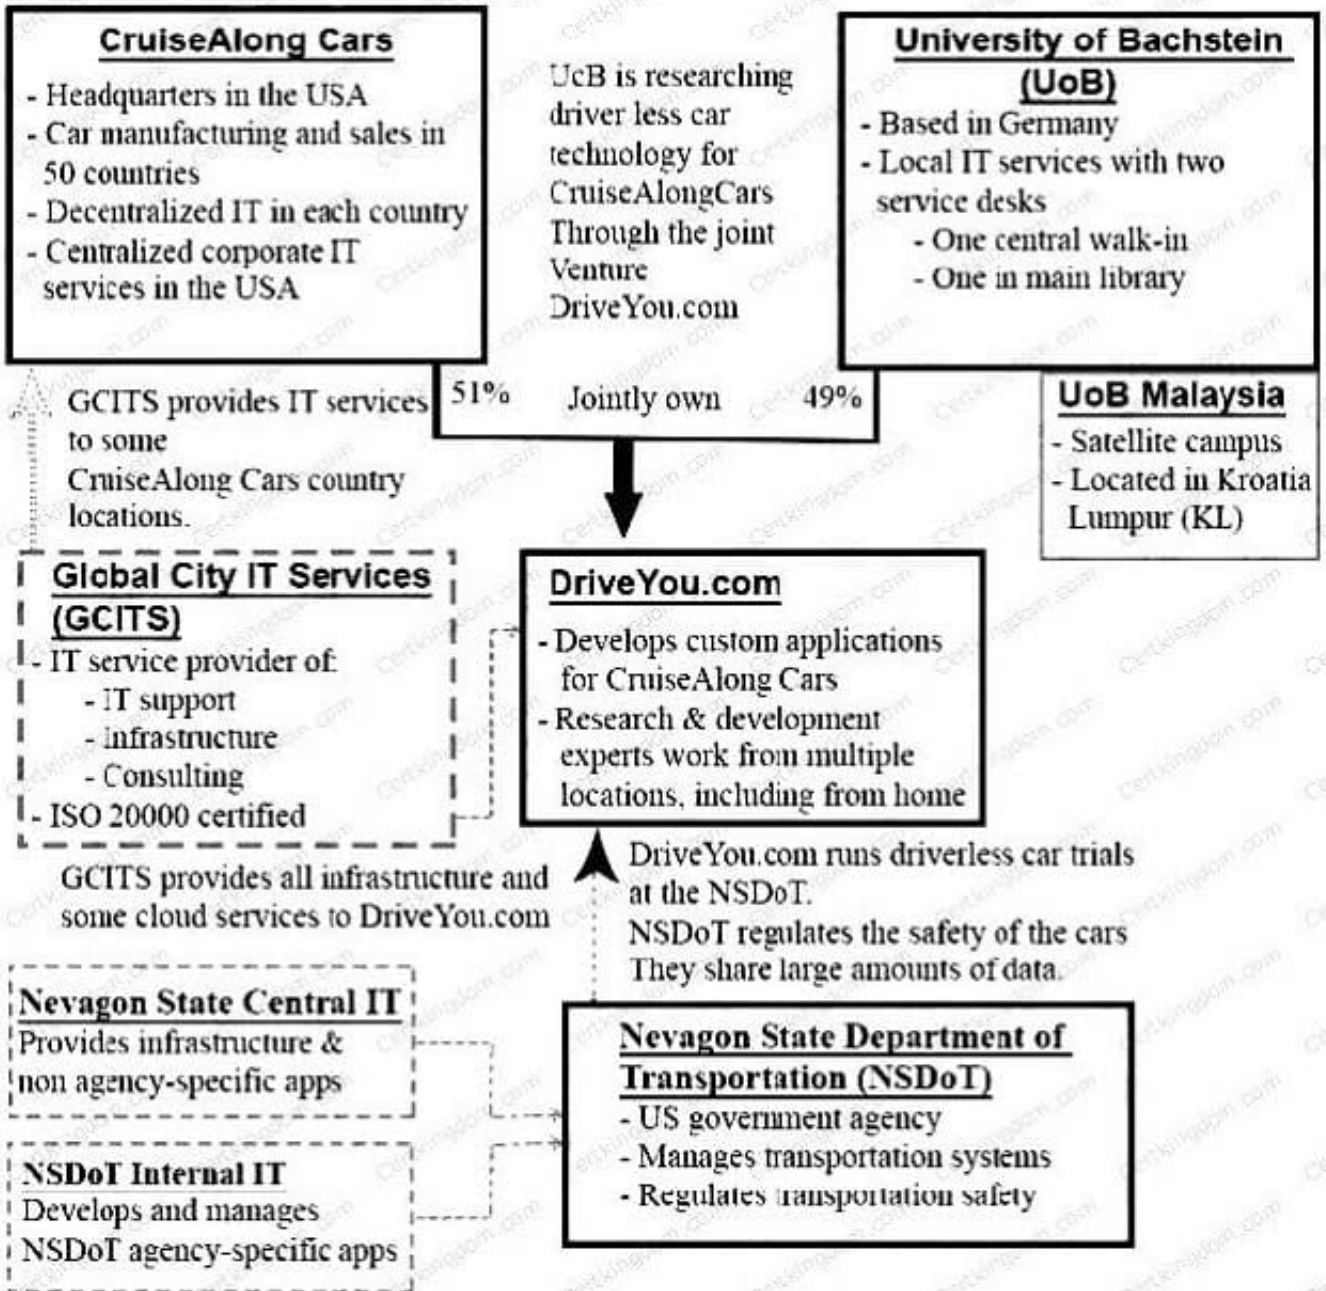 CruiseAlong Cars
- Headquarters in the USA
- Car manufacturing and sales in
50 countries
- Decentralized IT in each country
- Centralized corporate IT
services in the USA
UcB is researching
driver less car
technology for
CruiseAlongCars
Through the joint
Venture
DriveYou.com
University of Bachstein
(UoB)
- Based in Germany
- Local IT services with two
service desks
- One central walk-in
- One in main library
51% Jointly own 49%
UoB Malaysia
- Satellite campus
- Located in Kroatia
Lumpur (KL)
GCITS provides IT services
to some
CruiseAlong Cars country
locations.
Global City IT Services
(GCITS)
- IT service provider of:
- IT support
- Infrastructure
- Consulting
- ISO 20000 certified
DriveYou.com
- Develops custom applications
for CruiseAlong Cars
- Research & development
experts work from multiple
locations, including from home
GCITS provides all infrastructure and
some cloud services to DriveYou.com
DriveYou.com runs driverless car trials
at the NSDoT.
NSDoT regulates the safety of the cars
They share large amounts of data.
Nevagon State Central IT
Provides infrastructure &
non agency-specific apps
NSDoT Internal IT
Develops and manages
NSDoT agency-specific apps
Nevagon State Department of
Transportation (NSDoT)
- US government agency
- Manages transportation systems
- Regulates transportation safety
Certkingdom.com